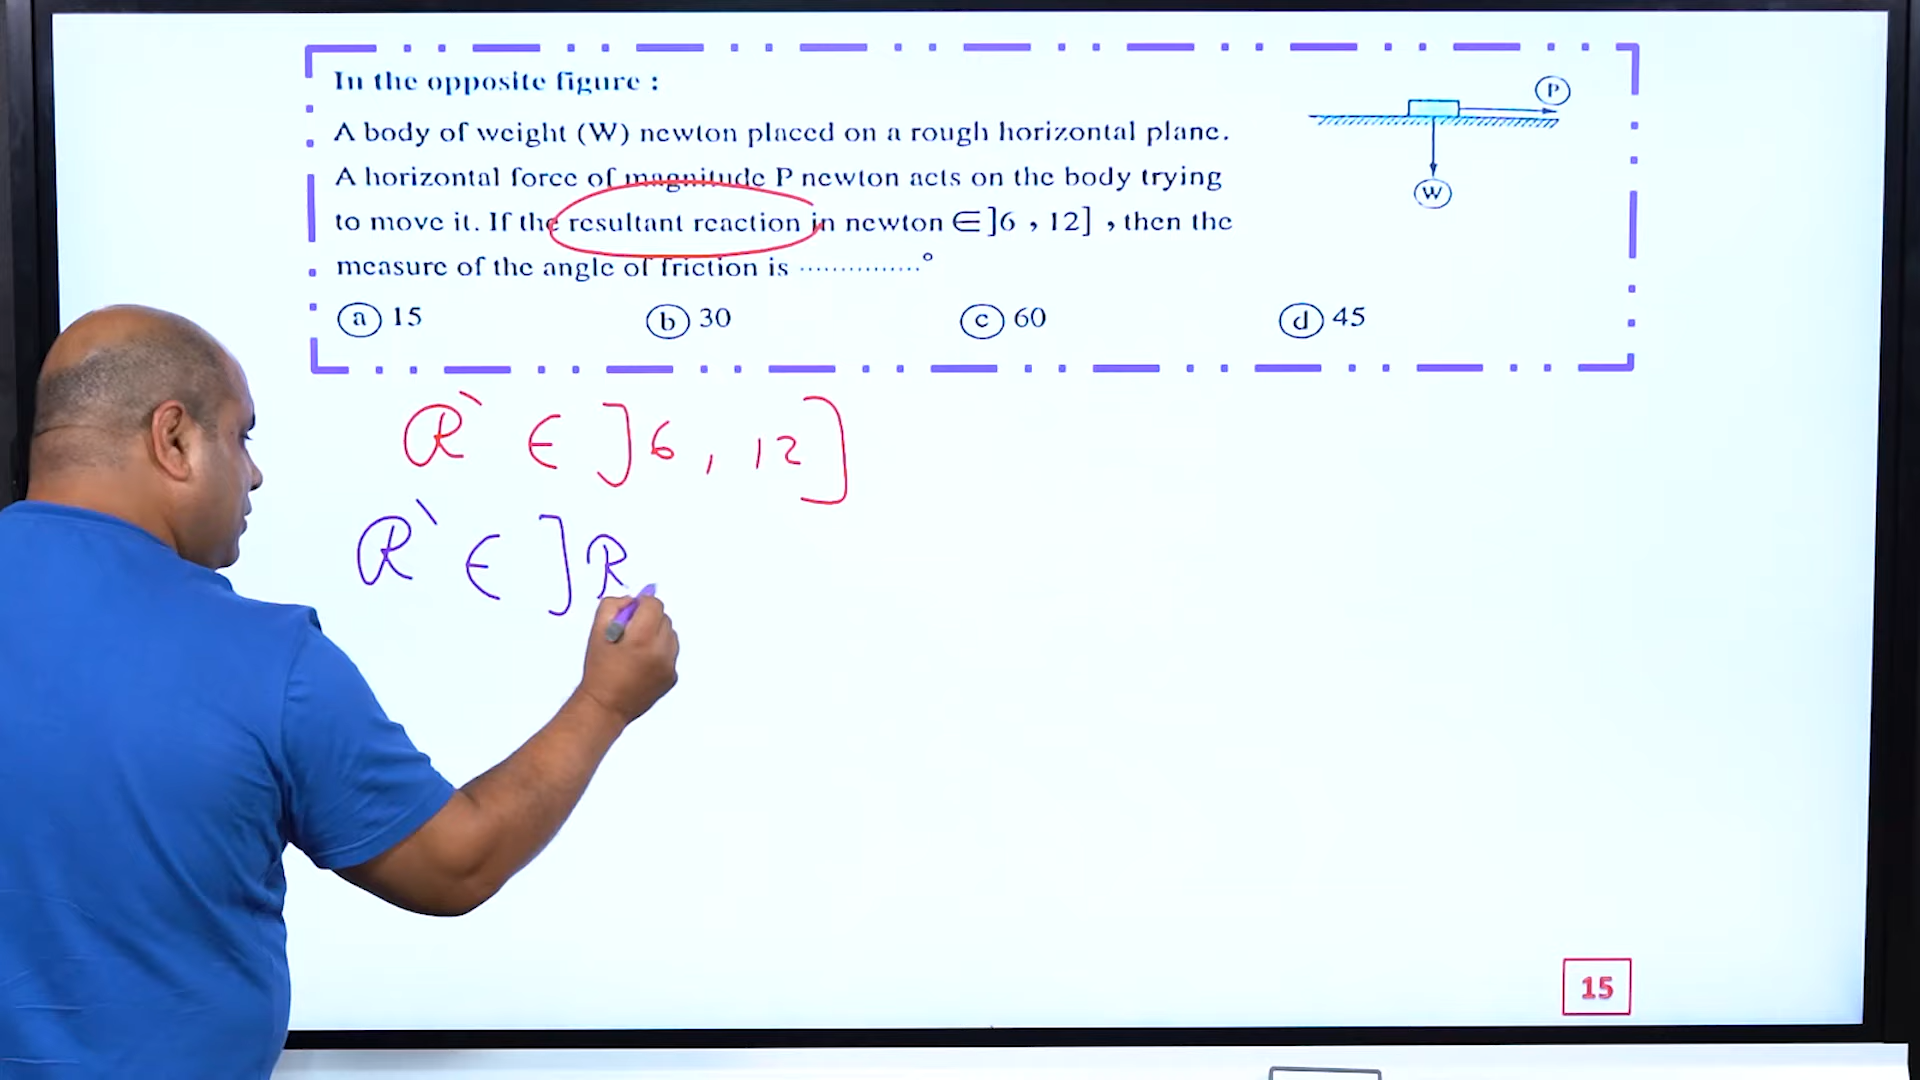 In the opposite figure :
A body of weight (W) newton placed on a rough horizontal plane.
A horizontal force of magnitude P newton acts on the body trying
to move it. If the resultant reaction in newton ∈ ]6 , 12] , then the
measure of the angle of friction is ............... °
P
W
a 15 b 30 c 60 d 45
R` ∈ ]6 , 12]
R` ∈ ]R
15